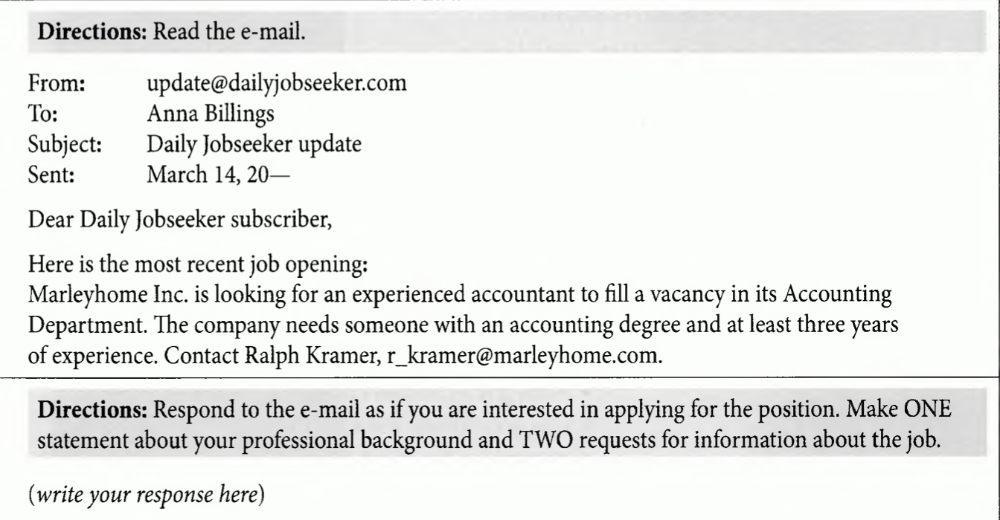 Directions: Read the e-mail.
From: update@dailyjobseeker.com
To: Anna Billings
Subject: Daily Jobseeker update
Sent: March 14, 20—
Dear Daily Jobseeker subscriber,
Here is the most recent job opening:
Marleyhome Inc. is looking for an experienced accountant to fill a vacancy in its Accounting
Department. The company needs someone with an accounting degree and at least three years
of experience. Contact Ralph Kramer, r_kramer@marleyhome.com.
Directions: Respond to the e-mail as if you are interested in applying for the position. Make ONE
statement about your professional background and TWO requests for information about the job.
(write your response here)